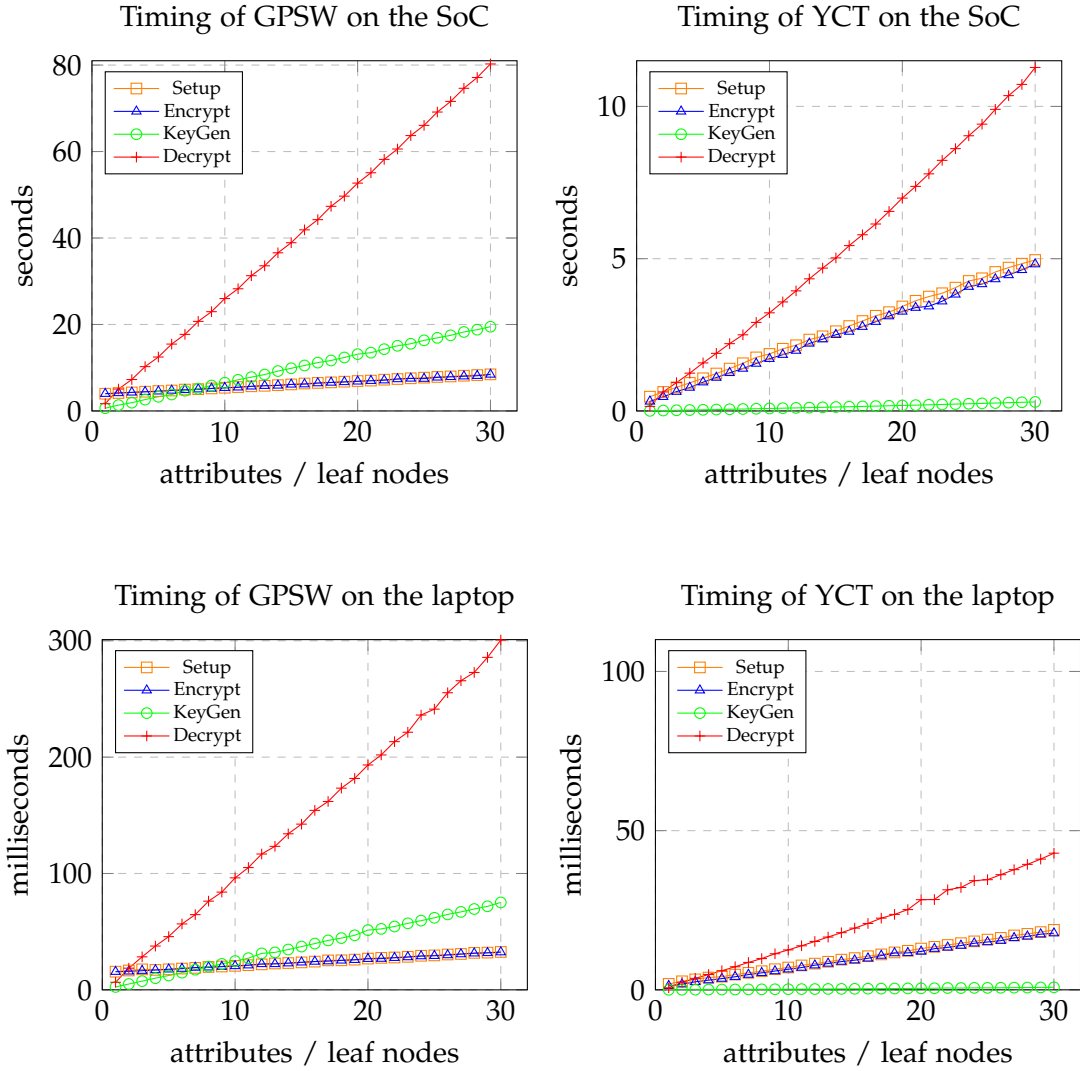 Timing of GPSW on the SoC
80
60
40
20
0
0
10
20
30
seconds
attributes / leaf nodes
Setup
Encrypt
KeyGen
Decrypt
Timing of YCT on the SoC
10
5
0
0
10
20
30
seconds
attributes / leaf nodes
Setup
Encrypt
KeyGen
Decrypt
Timing of GPSW on the laptop
300
200
100
0
0
10
20
30
milliseconds
attributes / leaf nodes
Setup
Encrypt
KeyGen
Decrypt
Timing of YCT on the laptop
100
50
0
0
10
20
30
milliseconds
attributes / leaf nodes
Setup
Encrypt
KeyGen
Decrypt